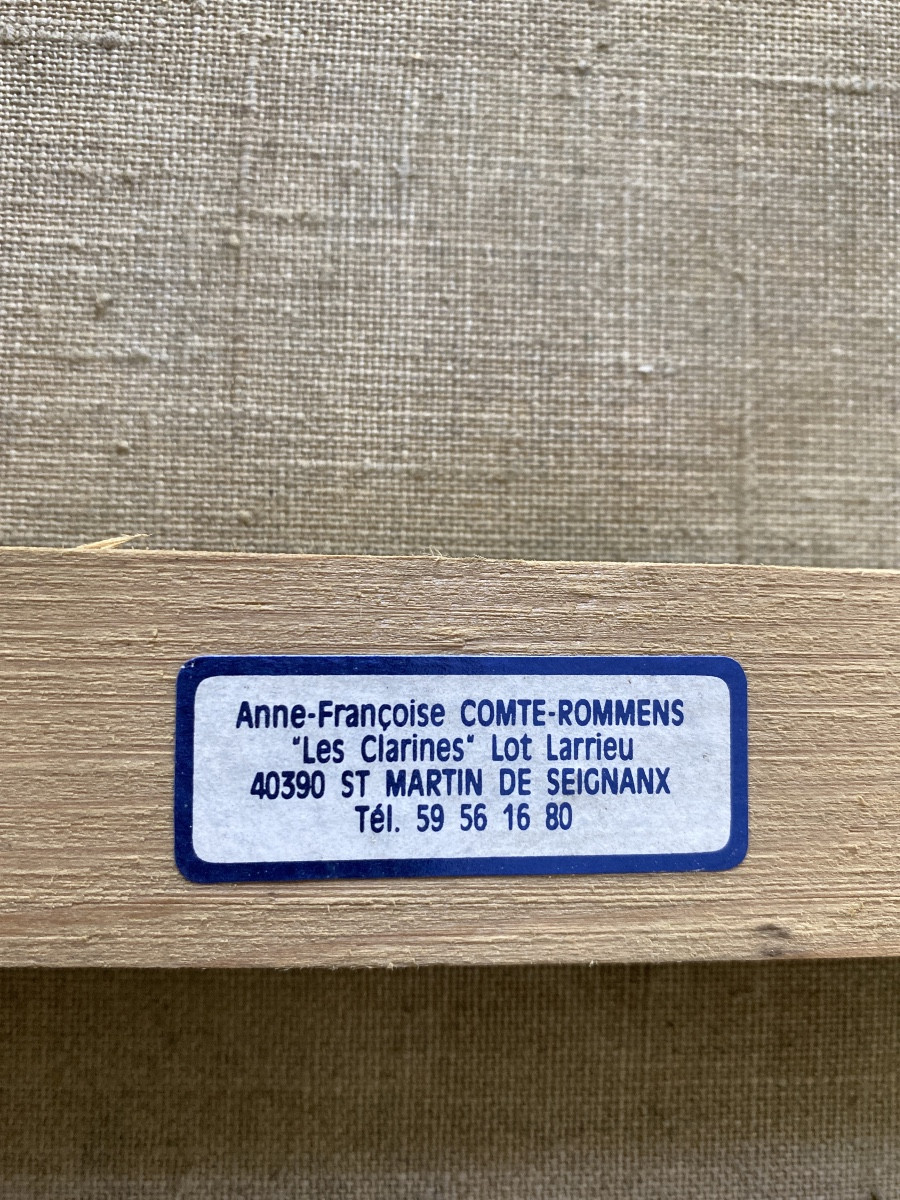 Anne-Françoise COMTE-ROMMENS
"Les Clarines" Lot Larrieu
40390 ST MARTIN DE SEIGNANX
Tél. 59 56 16 80